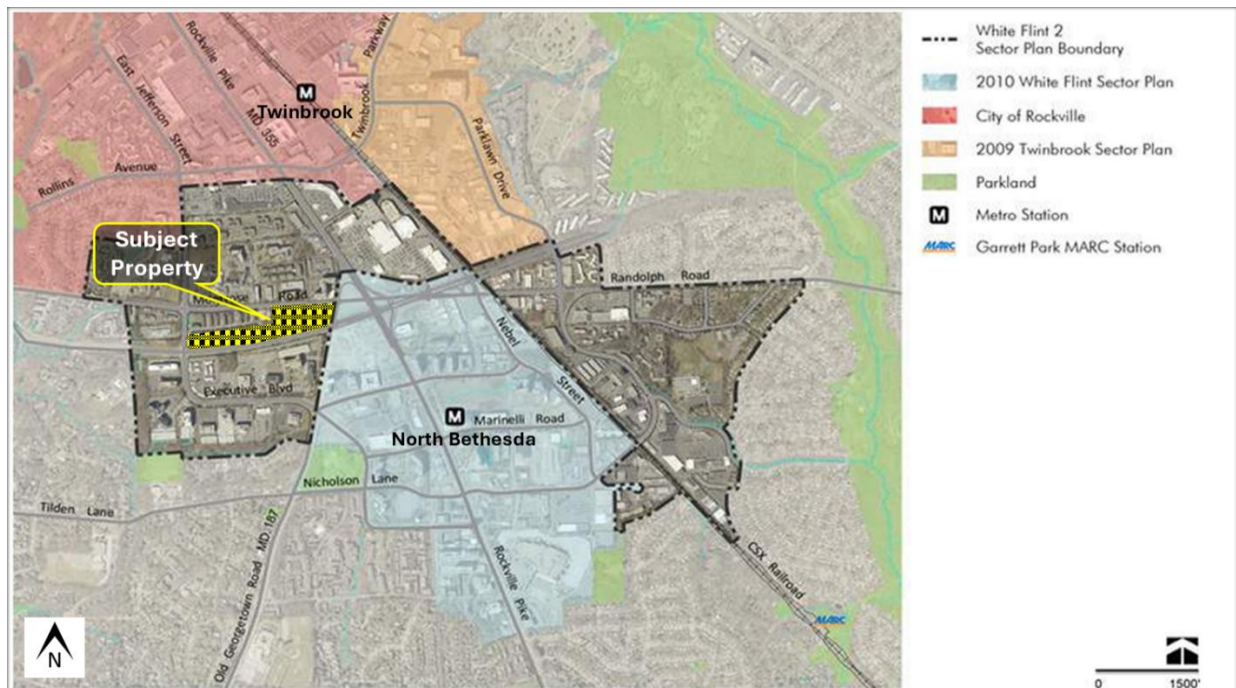 White Flint 2
Sector Plan Boundary
2010 White Flint Sector Plan
City of Rockville
2009 Twinbrook Sector Plan
Parkland
M
Metro Station
MARC
Garrett Park MARC Station
Rockville Pike
MD 355
East Jefferson Street
M
Twinbrook
Twinbrook Parkway
Parklawn Drive
Rollins Avenue
Subject
Property
Road
Randolph Road
Nebel Street
Executive Blvd
M
Marinelli Road
North Bethesda
Nicholson Lane
Tilden Lane
Old Georgetown Road MD 187
Rockville Pike
CSX Railroad
MARC
N
0 1500'